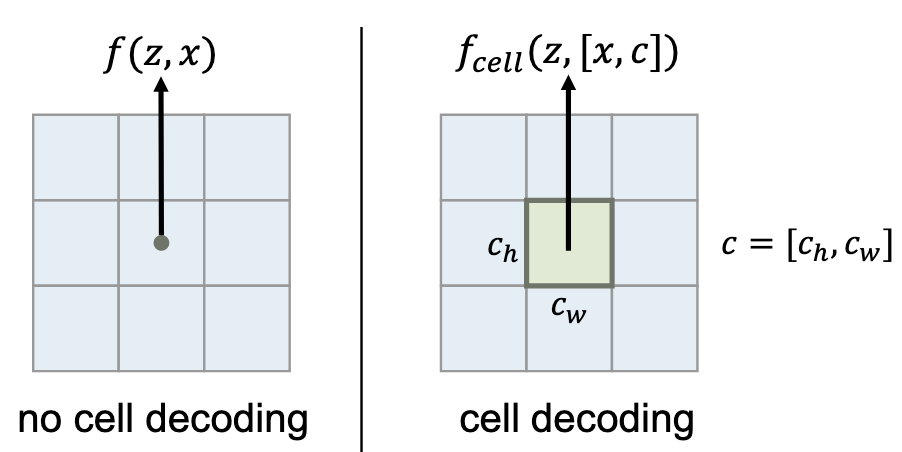 f(z, x)
no cell decoding
f_{cell}(z, [x, c])
c_h
c_w
c = [c_h, c_w]
cell decoding